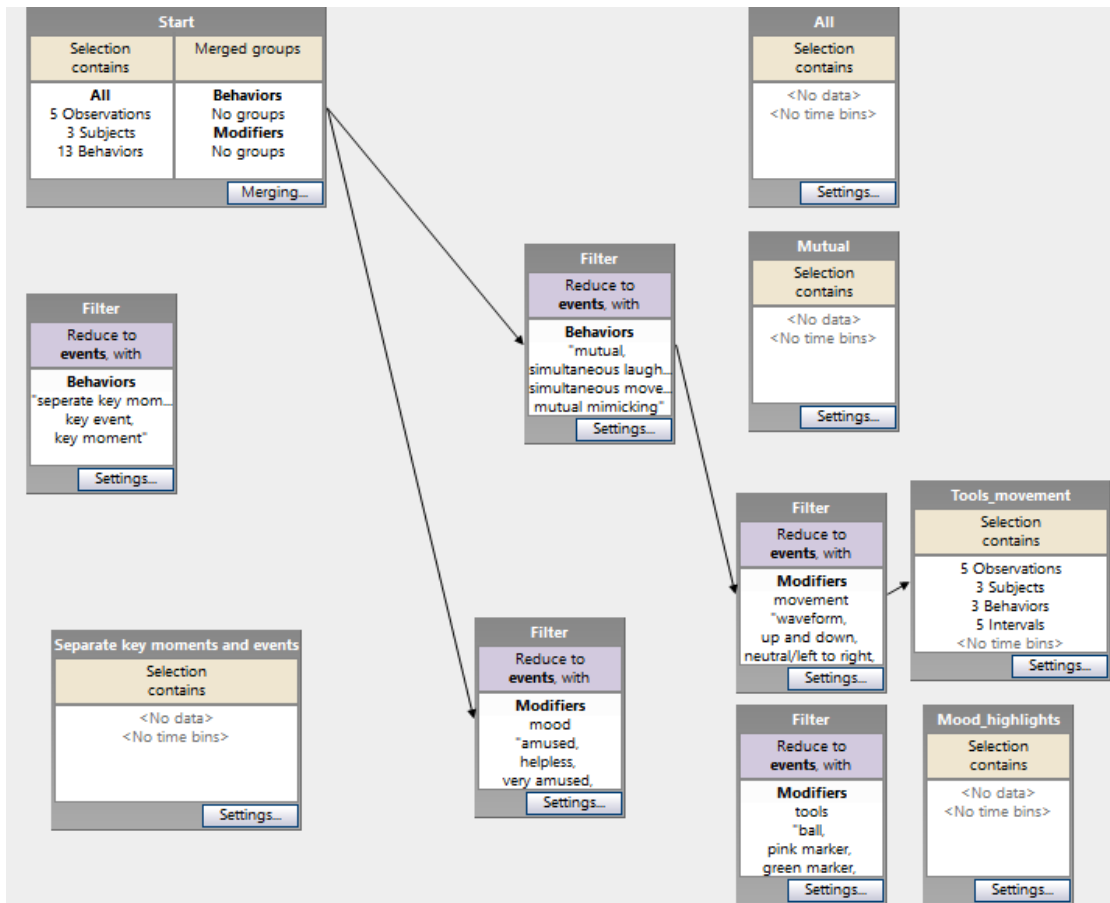 Start
Selection
contains
Merged groups
All
5 Observations
3 Subjects
13 Behaviors
Behaviors
No groups
Modifiers
No groups
Merging...
All
Selection
contains
<No data>
<No time bins>
Settings...
Filter
Reduce to
events, with
Behaviors
"mutual,
simultaneous laugh...
simultaneous move...
mutual mimicking"
Settings...
Mutual
Selection
contains
<No data>
<No time bins>
Settings...
Filter
Reduce to
events, with
Behaviors
"seperate key mom...
key event,
key moment"
Settings...
Filter
Reduce to
events, with
Modifiers
movement
"waveform,
up and down,
neutral/left to right,
Settings...
Tools_movement
Selection
contains
5 Observations
3 Subjects
3 Behaviors
5 Intervals
<No time bins>
Settings...
Separate key moments and events
Selection
contains
<No data>
<No time bins>
Settings...
Filter
Reduce to
events, with
Modifiers
mood
"amused,
helpless,
very amused,
Settings...
Filter
Reduce to
events, with
Modifiers
tools
"ball,
pink marker,
green marker,
Settings...
Mood_highlights
Selection
contains
<No data>
<No time bins>
Settings...